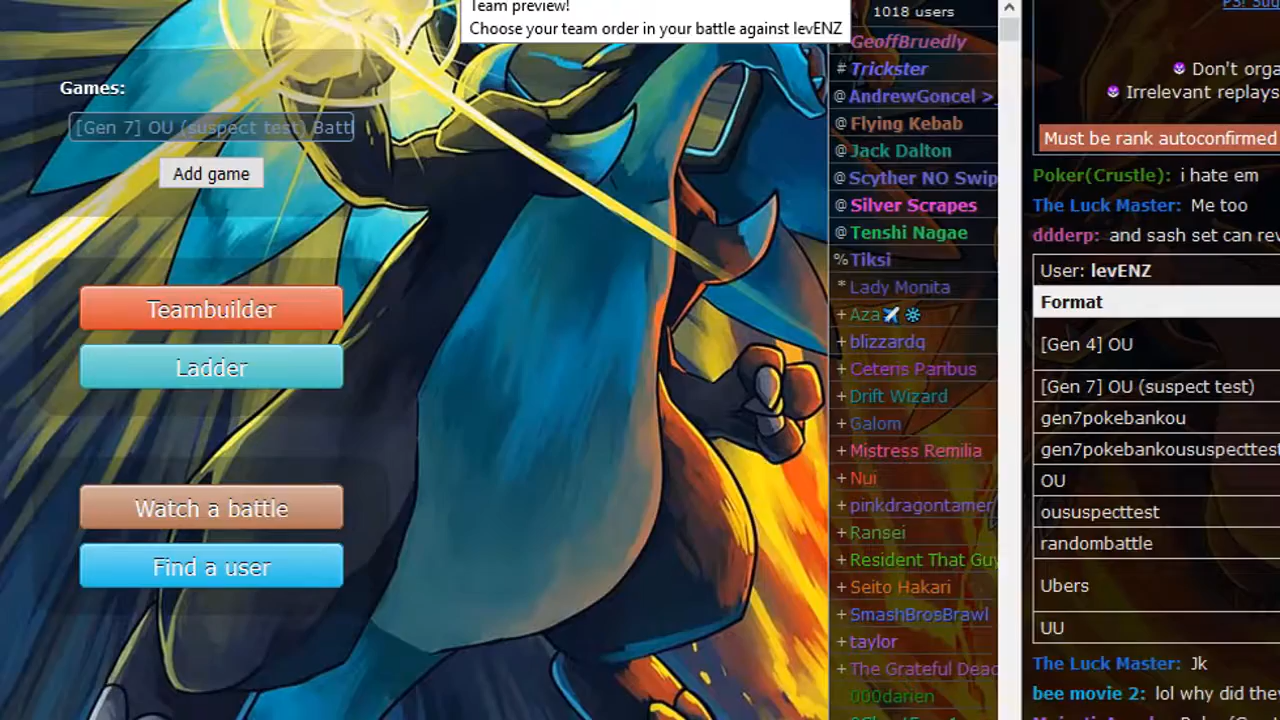 Team preview!
Choose your team order in your battle against levENZ
Games:
[Gen 7] OU (suspect test) Battl
Add game
Teambuilder
Ladder
Watch a battle
Find a user
1018 users
GeoffBruedly
# Trickster
@ AndrewGoncel >_
@ Flying Kebab
@ Jack Dalton
@ Scyther NO Swip
@ Silver Scrapes
@ Tenshi Nagae
% Tiksi
* Lady Monita
+ Aza
+ blizzardq
+ Ceteris Paribus
+ Drift Wizard
+ Galom
+ Mistress Remilia
+ Nui
+ pinkdragontamer
+ Ransei
+ Resident That Guy
+ Seito Hakari
+ SmashBrosBrawl
+ taylor
+ The Grateful Dead
000darien
Don't orga
Irrelevant replays
Must be rank autoconfirmed
Poker(Crustle): i hate em
The Luck Master: Me too
ddderp: and sash set can rev
User: levENZ
Format
[Gen 4] OU
[Gen 7] OU (suspect test)
gen7pokebankou
gen7pokebankoususpecttest
OU
oususpecttest
randombattle
Ubers
UU
The Luck Master: Jk
bee movie 2: lol why did they